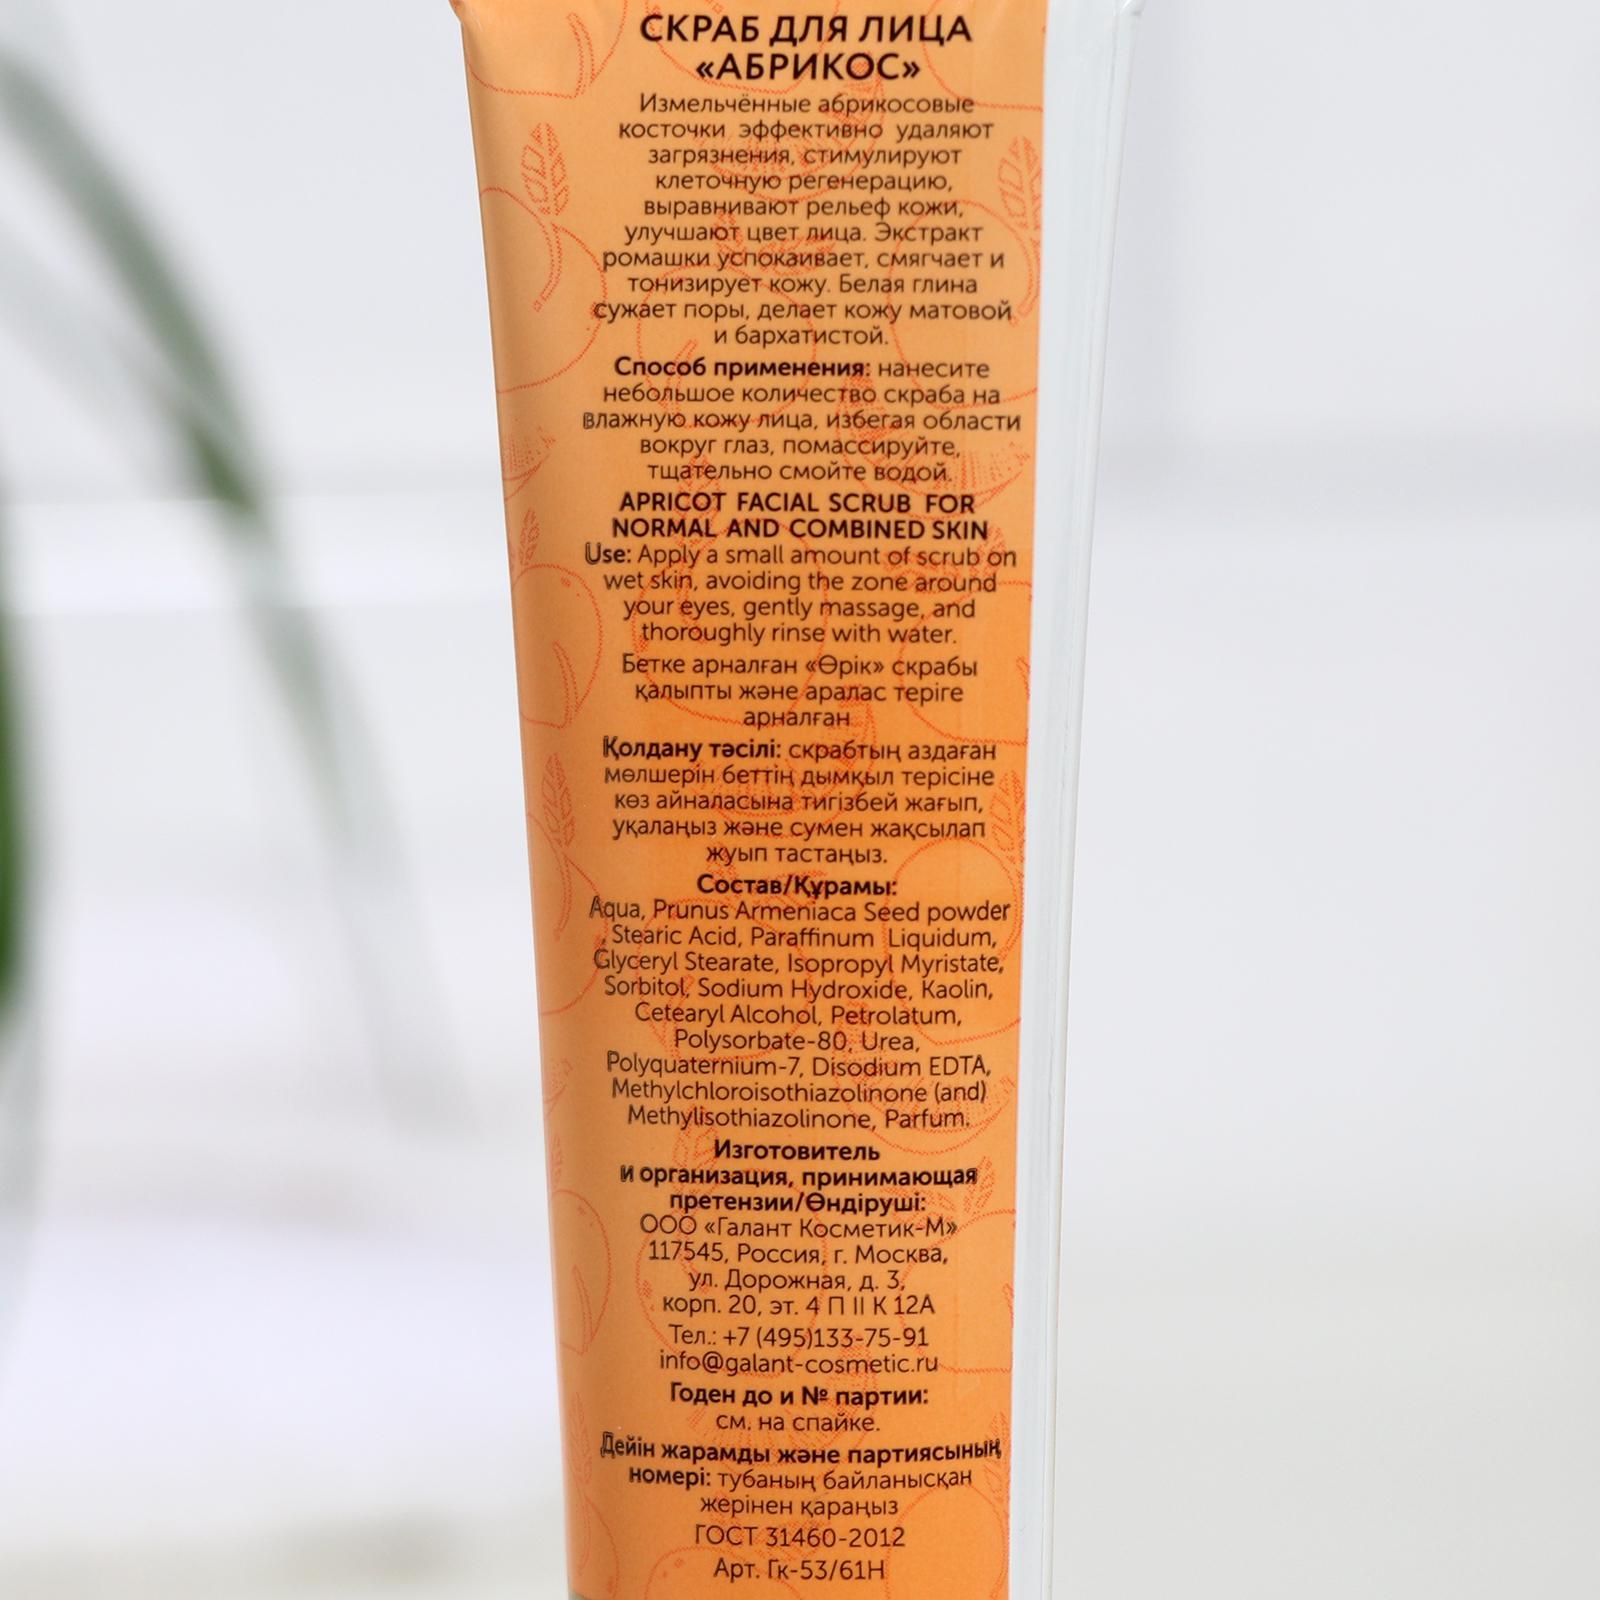 СКРАБ ДЛЯ ЛИЦА
«АБРИКОС»
Измельчённые абрикосовые
косточки эффективно удаляют
загрязнения, стимулируют
клеточную регенерацию,
выравнивают рельеф кожи,
улучшают цвет лица. Экстракт
ромашки успокаивает, смягчает и
тонизирует кожу. Белая глина
сужает поры, делает кожу матовой
и бархатистой.
Способ применения: нанесите
небольшое количество скраба на
влажную кожу лица, избегая области
вокруг глаз, помассируйте,
тщательно смойте водой.
APRICOT FACIAL SCRUB FOR
NORMAL AND COMBINED SKIN
Use: Apply a small amount of scrub on
wet skin, avoiding the zone around
your eyes, gently massage, and
thoroughly rinse with water.
Бетке арналған «Өрік» скрабы
қалыпты және аралас теріге
арналған
Қолдану тәсілі: скрабтың аздаған
мөлшерін беттің дымқыл терісіне
көз айналасына тигізбей жағып,
уқалаңыз және сумен жақсылап
жуып тастаңыз.
Состав/Құрамы:
Aqua, Prunus Armeniaca Seed powder
, Stearic Acid, Paraffinum Liquidum,
Glyceryl Stearate, Isopropyl Myristate,
Sorbitol, Sodium Hydroxide, Kaolin,
Cetearyl Alcohol, Petrolatum,
Polysorbate-80, Urea,
Polyquaternium-7, Disodium EDTA,
Methylchloroisothiazolinone (and)
Methylisothiazolinone, Parfum.
Изготовитель
и организация, принимающая
претензии/Өндіруші:
ООО «Галант Косметик-М»
117545, Россия, г. Москва,
ул. Дорожная, д. 3,
корп. 20, эт. 4 П II К 12А
Тел.: +7 (495)133-75-91
info@galant-cosmetic.ru
Годен до и № партии:
см. на спайке.
Дейін жарамды және партиясының
номері: тубаның байланысқан
жерінен қараңыз
ГОСТ 31460-2012
Арт. Гк-53/61Н